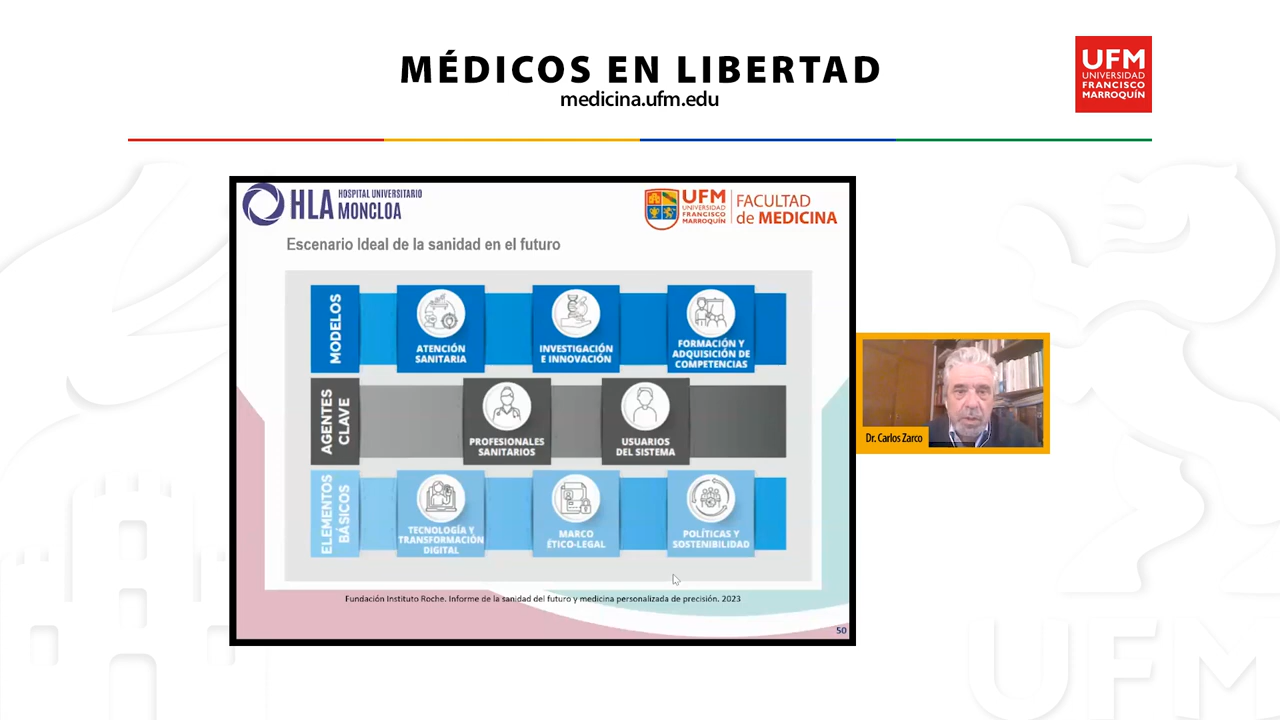 MÉDICOS EN LIBERTAD
medicina.ufm.edu
UFM
UNIVERSIDAD
FRANCISCO
MARROQUÍN
HLA HOSPITAL UNIVERSITARIO
MONCLOA
UFM
UNIVERSIDAD
FRANCISCO
MARROQUÍN
FACULTAD
de MEDICINA
Escenario Ideal de la sanidad en el futuro
MODELOS
ATENCIÓN
SANITARIA
INVESTIGACIÓN
E INNOVACIÓN
FORMACIÓN Y
ADQUISICIÓN DE
COMPETENCIAS
AGENTES
CLAVE
PROFESIONALES
SANITARIOS
USUARIOS
DEL SISTEMA
ELEMENTOS
BÁSICOS
TECNOLOGÍA Y
TRANSFORMACIÓN
DIGITAL
MARCO
ÉTICO-LEGAL
POLÍTICAS Y
SOSTENIBILIDAD
Fundación Instituto Roche. Informe de la sanidad del futuro y medicina personalizada de precisión. 2023
50
Dr. Carlos Zarco
UFM